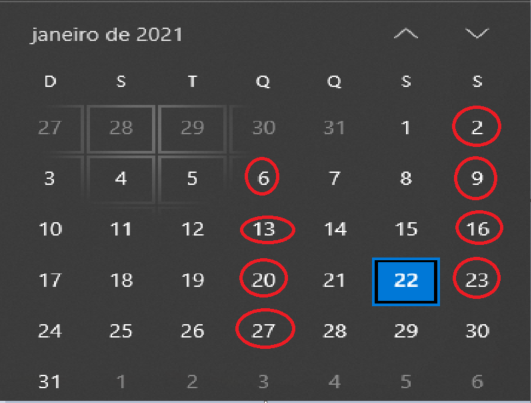 janeiro de 2021
D S T Q Q S S
27 28 29 30 31 1 2
3 4 5 6 7 8 9
10 11 12 13 14 15 16
17 18 19 20 21 22 23
24 25 26 27 28 29 30
31 1 2 3 4 5 6